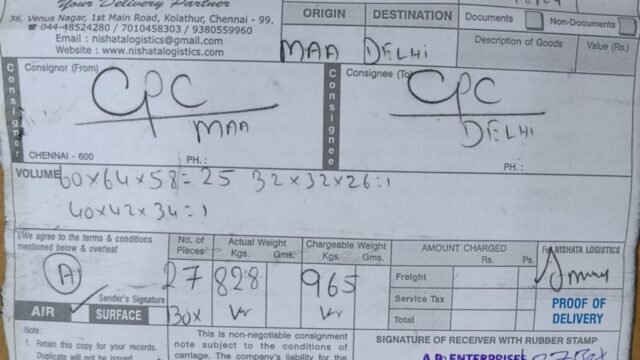 Your Delivery Partner
36, Venus Nagar, 1st Main Road, Kolathur, Chennai - 99.
☎ 044-48524280 / 7010458303 / 9380559960
Email : nishatalogistics@gmail.com
Website : www.nishatalogistics.com
ORIGIN DESTINATION
MAA DELHI
Documents Non-Documents
Description of Goods Value (Rs.)
Consignor Consignor (From)
CPC
MAA
CHENNAI - 600 PH. :
Consignee Consignee (To)
CPC
DELHI
PH. :
VOLUME 60x64x58=25 32x32x26=1
40x42x34=1
I/We agree to the terms & conditions
mentioned below & overleaf
A
Sender's Signature
AIR ✓ SURFACE
No. of Pieces Actual Weight Kgs. Gms. Chargeable Weight Kgs. Gms.
27 828 965
Box
AMOUNT CHARGED
Rs. Ps.
Freight
Service Tax
Total
For NISHATA LOGISTICS
PROOF OF
DELIVERY
Note :
1. Retain this copy for your records.
Duplicate will not be issued.
This is non-negotiable consignment
note subject to the conditions of
carriage. The company's liability for the
SIGNATURE OF RECEIVER WITH RUBBER STAMP
ENTERPRISES